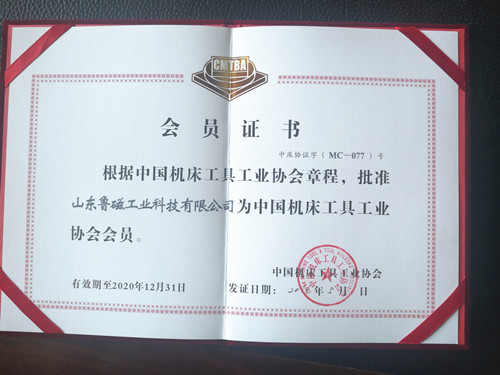 CMTBA
会员证书
中床协证字（MC－077）号
根据中国机床工具工业协会章程，批准
山东鲁磁工业科技有限公司为中国机床工具工业
协会会员。
中国机床工具工业协会
有效期至2020年12月31日
发证日期： 年 月 日